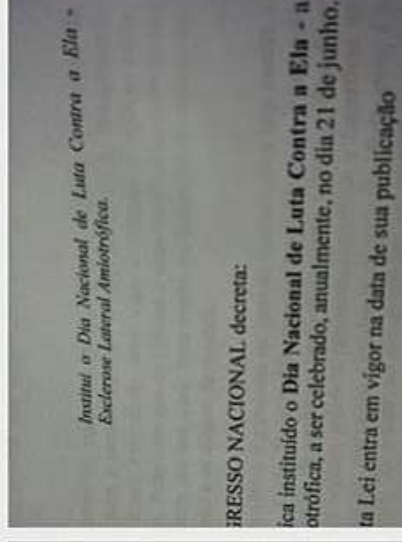 Institui o Dia Nacional de Luta Contra a Ela -
Esclerose Lateral Amiotrófica.
GRESSO NACIONAL decreta:
ica instituído o Dia Nacional de Luta Contra a Ela - a
otrófica, a ser celebrado, anualmente, no dia 21 de junho.
ta Lei entra em vigor na data de sua publicação